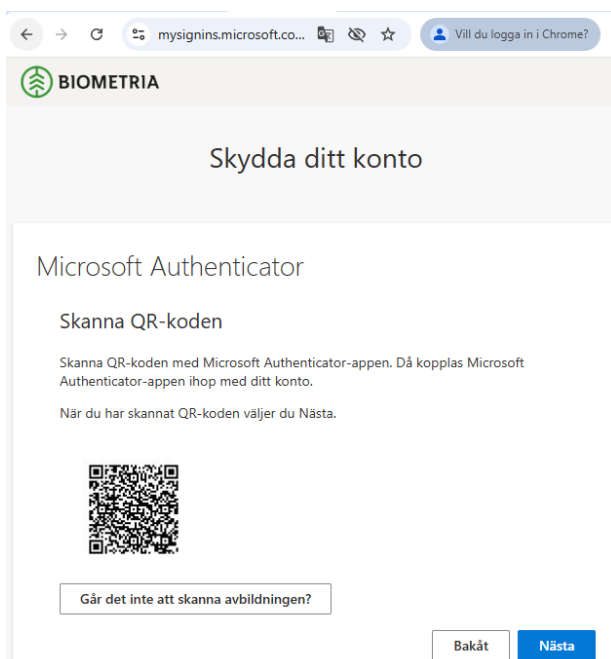 mysignins.microsoft.co...
Vill du logga in i Chrome?
BIOMETRIA
Skydda ditt konto
Microsoft Authenticator
Skanna QR-koden
Skanna QR-koden med Microsoft Authenticator-appen. Då kopplas Microsoft
Authenticator-appen ihop med ditt konto.
När du har skannat QR-koden väljer du Nästa.
Går det inte att skanna avbildningen?
Bakåt
Nästa